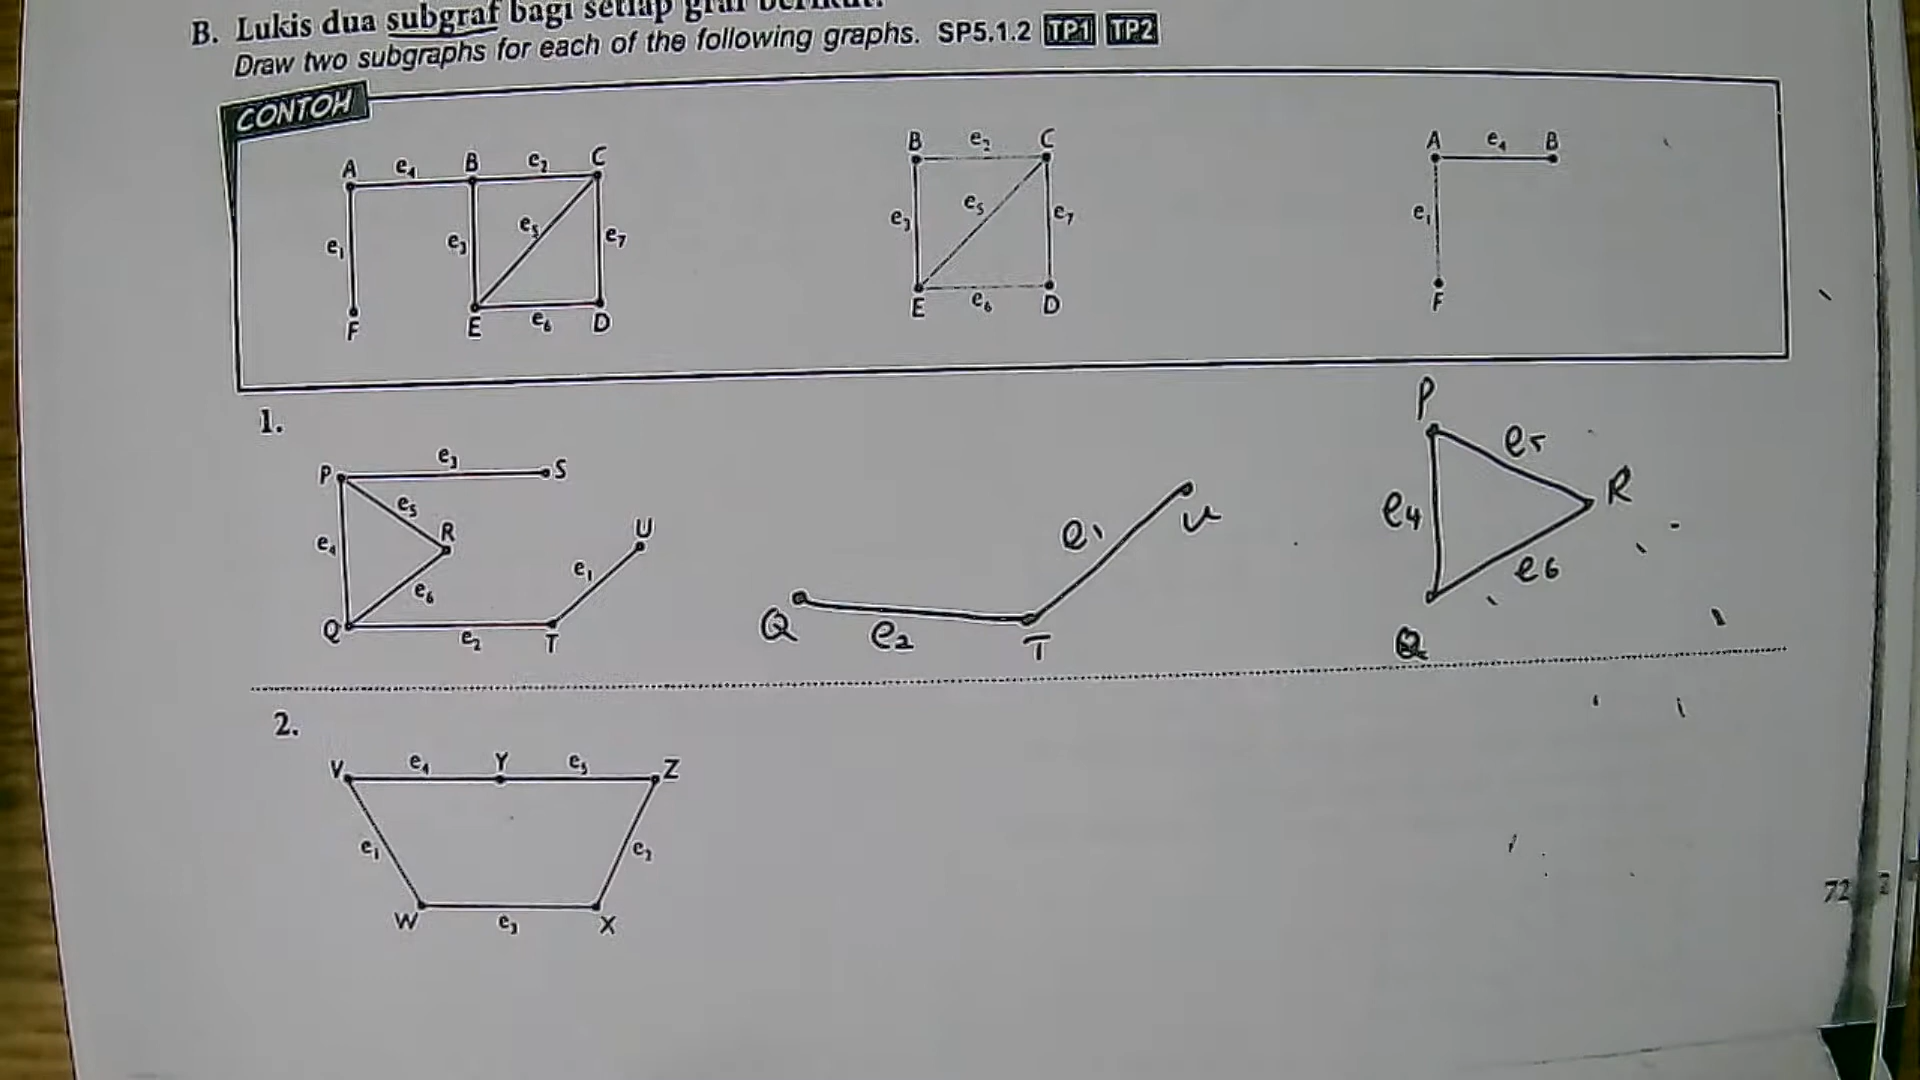 B. Lukis dua subgraf bagi setiap graf berikut.
Draw two subgraphs for each of the following graphs. SP5.1.2 TP1 TP2
CONTOH
A e₄ B e₂ C
e₁ e₃ e₅ e₇
F E e₆ D
B e₂ C
e₃ e₅ e₇
E e₆ D
A e₄ B
e₁
F
1.
P e₃ S
e₅
e₄ R
U
e₆ e₁
Q e₂ T
Q e₂ T e₁ U
P
e₅
e₄ R
e₆
Q
2.
V e₄ Y e₅ Z
e₁ e₂
W e₃ X
72